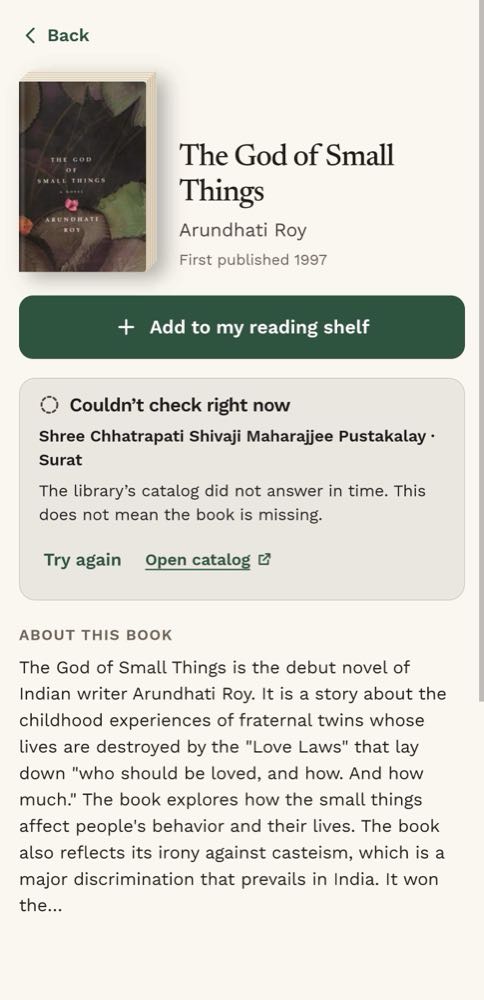 Back
THE GOD
OF
SMALL THINGS
A NOVEL
ARUNDHATI
ROY
The God of Small
Things
Arundhati Roy
First published 1997
+ Add to my reading shelf
Couldn’t check right now
Shree Chhatrapati Shivaji Maharajjee Pustakalay ·
Surat
The library’s catalog did not answer in time. This
does not mean the book is missing.
Try again Open catalog
ABOUT THIS BOOK
The God of Small Things is the debut novel of
Indian writer Arundhati Roy. It is a story about the
childhood experiences of fraternal twins whose
lives are destroyed by the "Love Laws" that lay
down "who should be loved, and how. And how
much." The book explores how the small things
affect people's behavior and their lives. The book
also reflects its irony against casteism, which is a
major discrimination that prevails in India. It won
the...